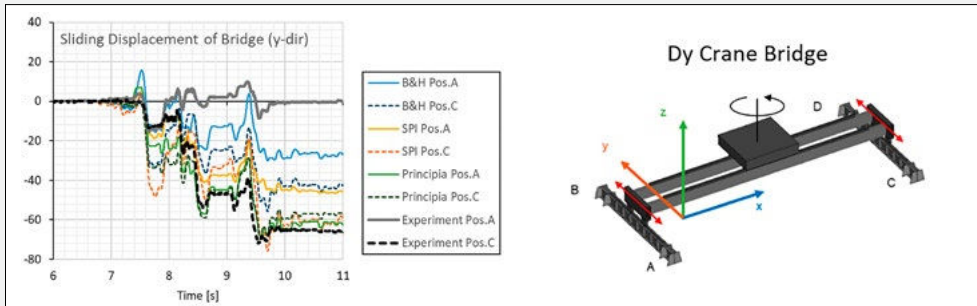 Sliding Displacement of Bridge (y-dir)
40
20
0
-20
-40
-60
-80
6
7
8
9
10
11
Time [s]
B&H Pos.A
B&H Pos.C
SPI Pos.A
SPI Pos.C
Principia Pos.A
Principia Pos.C
Experiment Pos.A
Experiment Pos.C
Dy Crane Bridge
z
D
y
B
x
C
A